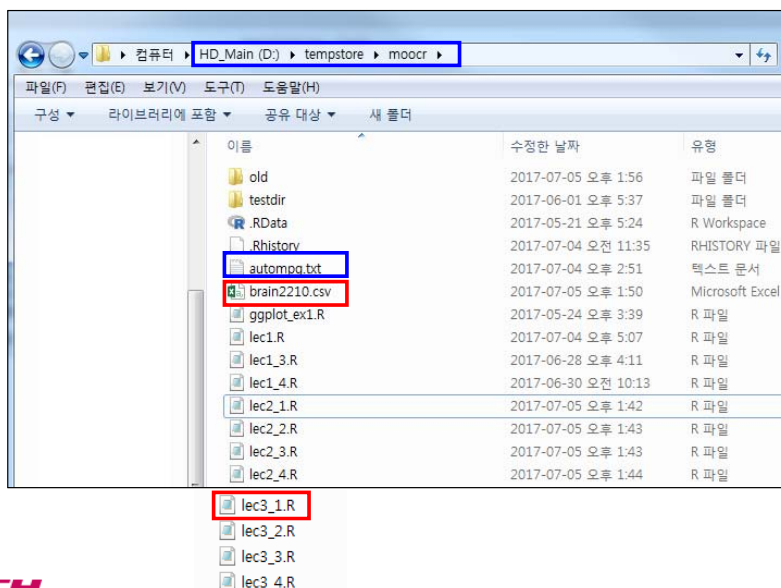 컴퓨터 HD_Main (D:) tempstore moocr
파일(F) 편집(E) 보기(V) 도구(T) 도움말(H)
구성 라이브러리에 포함 공유 대상 새 폴더
이름 수정한 날짜 유형
old 2017-07-05 오후 1:56 파일 폴더
testdir 2017-06-01 오후 5:37 파일 폴더
.RData 2017-05-21 오후 5:24 R Workspace
.Rhistory 2017-07-04 오전 11:35 RHISTORY 파일
autompg.txt 2017-07-04 오후 2:51 텍스트 문서
brain2210.csv 2017-07-05 오후 1:50 Microsoft Excel
ggplot_ex1.R 2017-05-24 오후 3:39 R 파일
lec1.R 2017-07-04 오후 5:07 R 파일
lec1_3.R 2017-06-28 오후 4:11 R 파일
lec1_4.R 2017-06-30 오전 10:13 R 파일
lec2_1.R 2017-07-05 오후 1:42 R 파일
lec2_2.R 2017-07-05 오후 1:43 R 파일
lec2_3.R 2017-07-05 오후 1:43 R 파일
lec2_4.R 2017-07-05 오후 1:44 R 파일
lec3_1.R
lec3_2.R
lec3_3.R
lec3_4.R